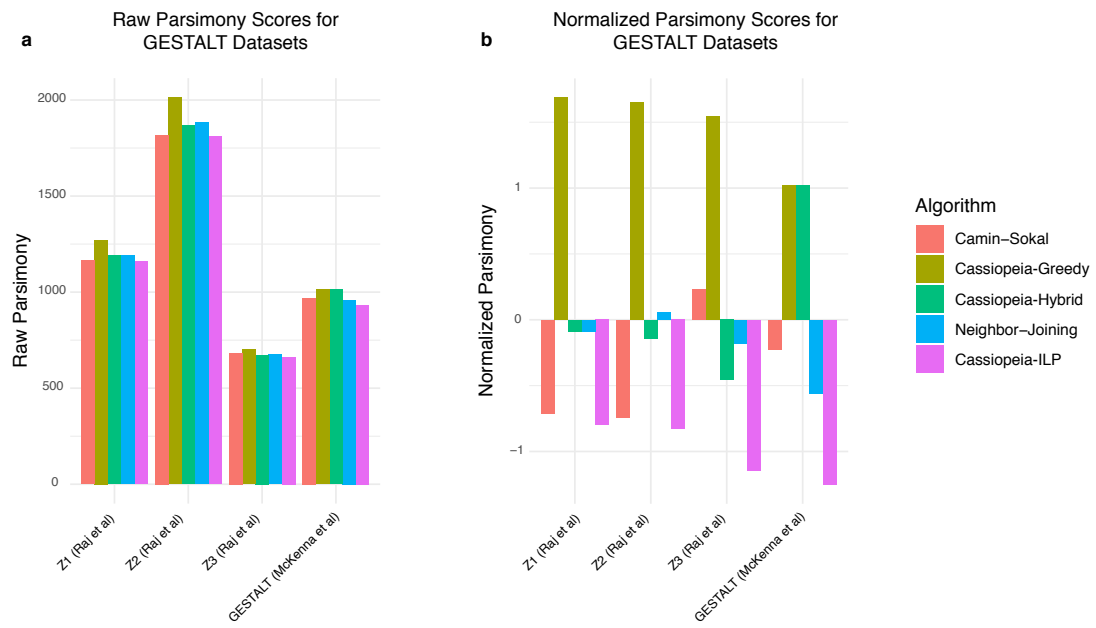 a
Raw Parsimony Scores for
GESTALT Datasets
Raw Parsimony
2000
1500
1000
500
0
Z1 (Raj et al)
Z2 (Raj et al)
Z3 (Raj et al)
GESTALT (McKenna et al)
b
Normalized Parsimony Scores for
GESTALT Datasets
Normalized Parsimony
1
0
−1
Z1 (Raj et al)
Z2 (Raj et al)
Z3 (Raj et al)
GESTALT (McKenna et al)
Algorithm
Camin−Sokal
Cassiopeia-Greedy
Cassiopeia-Hybrid
Neighbor−Joining
Cassiopeia-ILP